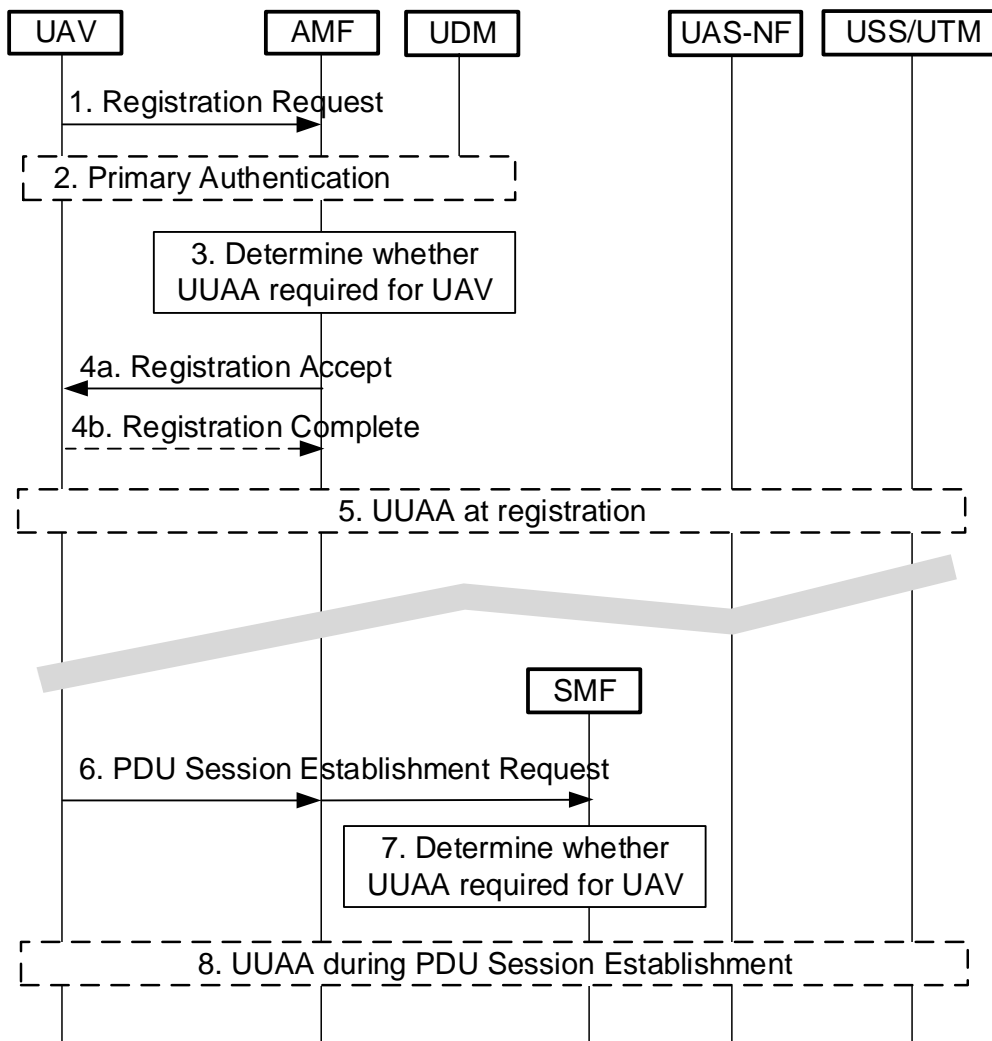 UAV
AMF
UDM
UAS-NF
USS/UTM
1. Registration Request
2. Primary Authentication
3. Determine whether
UUAA required for UAV
4a. Registration Accept
4b. Registration Complete
5. UUAA at registration
SMF
6. PDU Session Establishment Request
7. Determine whether
UUAA required for UAV
8. UUAA during PDU Session Establishment